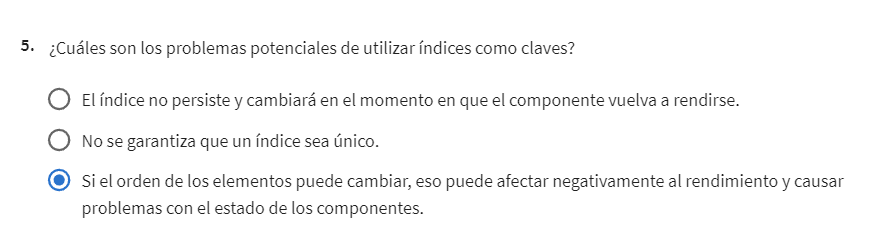 5. ¿Cuáles son los problemas potenciales de utilizar índices como claves?
El índice no persiste y cambiará en el momento en que el componente vuelva a rendirse.
No se garantiza que un índice sea único.
Si el orden de los elementos puede cambiar, eso puede afectar negativamente al rendimiento y causar
problemas con el estado de los componentes.